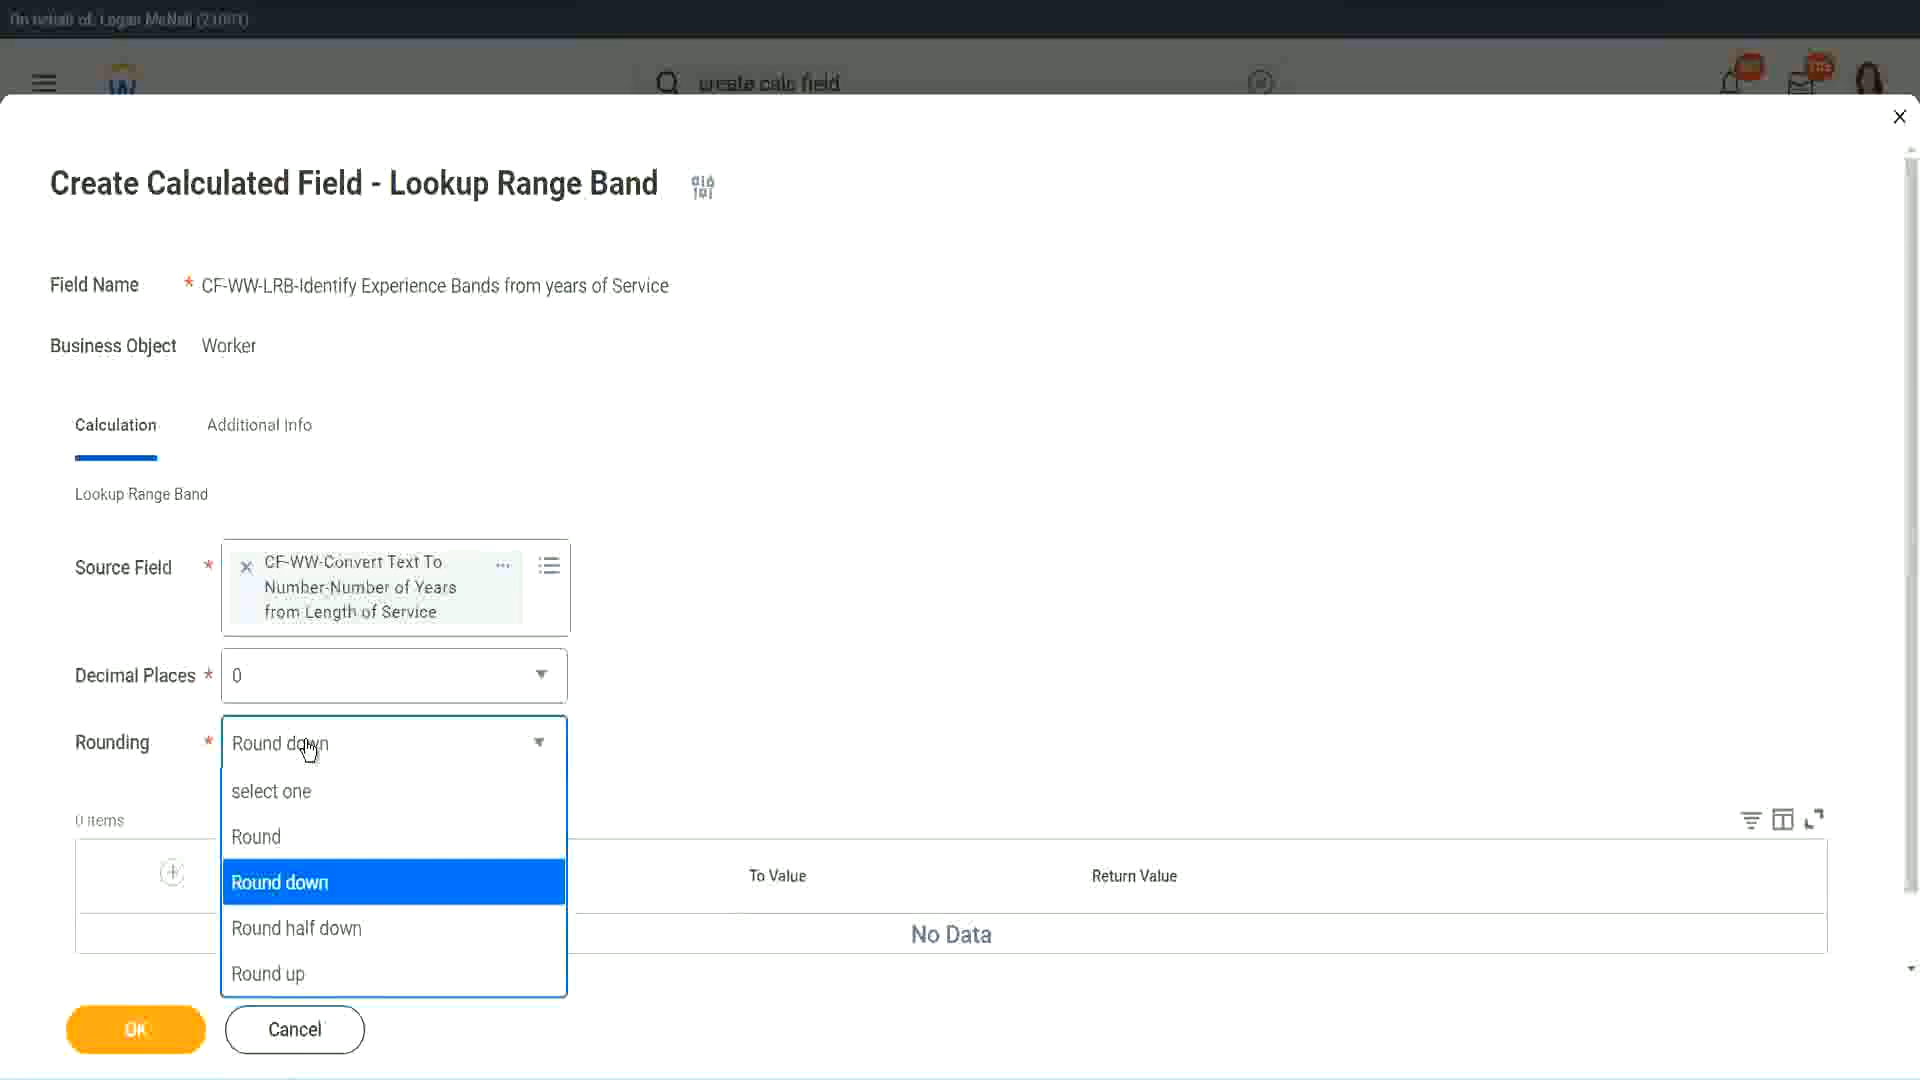 On behalf of: Logan McNeil (21001)
create calc field
Create Calculated Field - Lookup Range Band
Field Name * CF-WW-LRB-Identify Experience Bands from years of Service
Business Object Worker
Calculation Additional Info
Lookup Range Band
Source Field * CF-WW-Convert Text To
Number-Number of Years
from Length of Service
Decimal Places * 0
Rounding * Round down
select one
Round
Round down
Round half down
Round up
0 items
To Value Return Value
No Data
OK Cancel